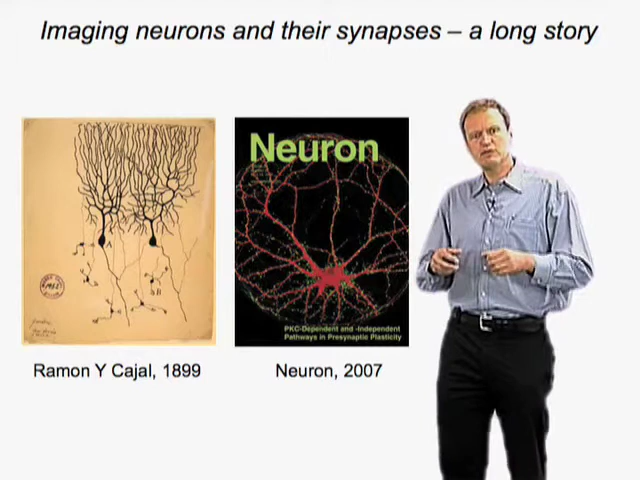 Imaging neurons and their synapses – a long story
Neuron
PKC-Dependent and -Independent
Pathways in Presynaptic Plasticity
Ramon Y Cajal, 1899
Neuron, 2007